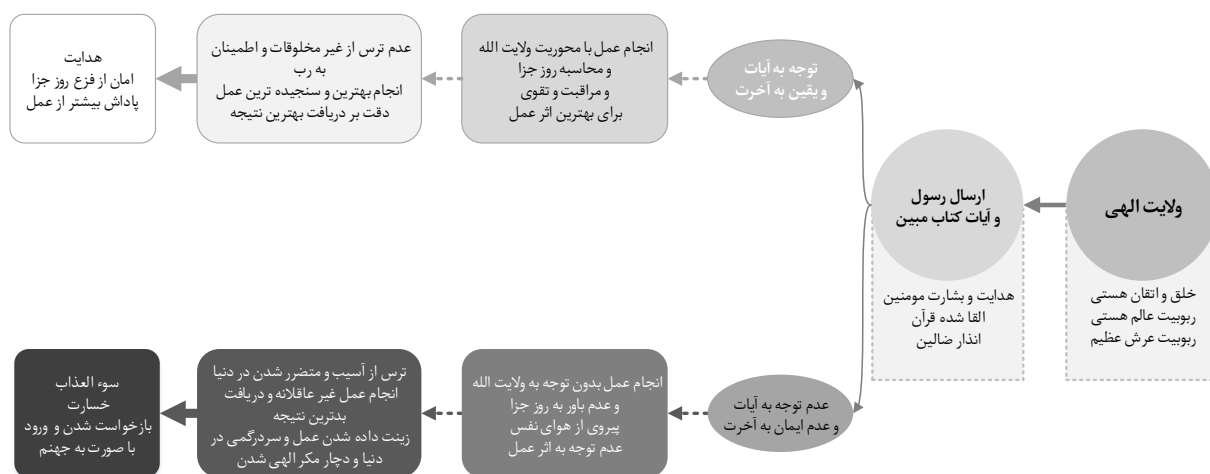 ولایت الهی
خلق و اتقان هستی
ربوبیت عالم هستی
ربوبیت عرش عظیم
ارسال رسول
و آیات کتاب مبین
هدایت و بشارت مومنین
القا شده قرآن
انذار ضالین
توجه به آیات
و یقین به آخرت
انجام عمل با محوریت ولایت الله
و محاسبه روز جزا
و مراقبت و تقوی
برای بهترین اثر عمل
عدم ترس از غیر مخلوقات و اطمینان
به رب
انجام بهترین و سنجیده ترین عمل
دقت بر دریافت بهترین نتیجه
هدایت
امان از فزع روز جزا
پاداش بیشتر از عمل
عدم توجه به آیات
و عدم ایمان به آخرت
انجام عمل بدون توجه به ولایت الله
و عدم باور به روز جزا
پیروی از هوای نفس
عدم توجه به اثر عمل
ترس از آسیب و متضرر شدن در دنیا
انجام عمل غیر عاقلانه و دریافت
بدترین نتیجه
زینت داده شدن عمل و سردرگمی در
دنیا و دچار مکر الهی شدن
سوء العذاب
خسارت
بازخواست شدن و ورود
با صورت به جهنم